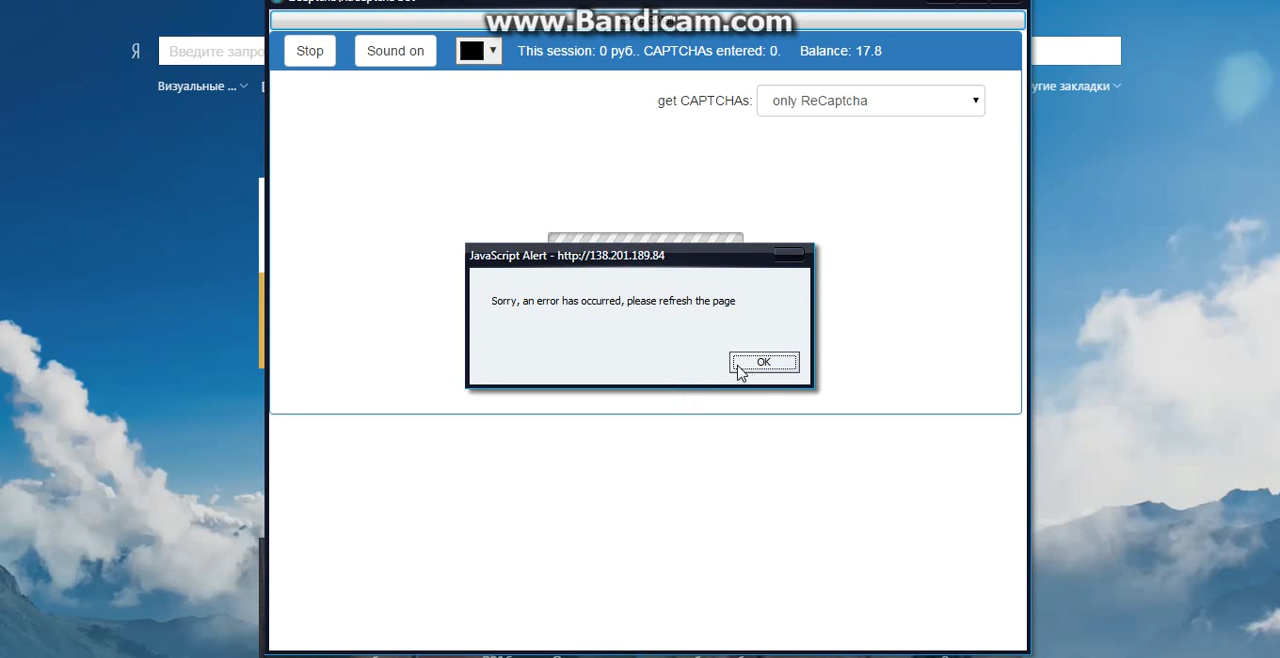 www.Bandicam.com
Я
Введите запро
Stop
Sound on
This session: 0 руб.. CAPTCHAs entered: 0.
Balance: 17.8
Визуальные ...
угие закладки
get CAPTCHAs:
only ReCaptcha
JavaScript Alert - http://138.201.189.84
Sorry, an error has occurred, please refresh the page
OK